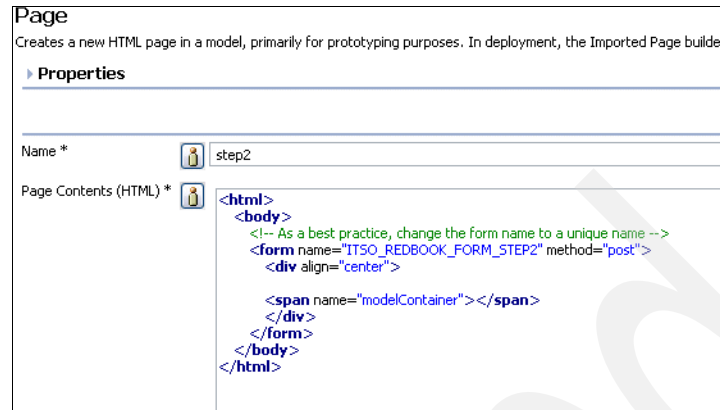 Page
Creates a new HTML page in a model, primarily for prototyping purposes. In deployment, the Imported Page builde
Properties
Name * step2
Page Contents (HTML) * <html>
<body>
<!-- As a best practice, change the form name to a unique name -->
<form name="ITSO_REDBOOK_FORM_STEP2" method="post">
<div align="center">
<span name="modelContainer"></span>
</div>
</form>
</body>
</html>